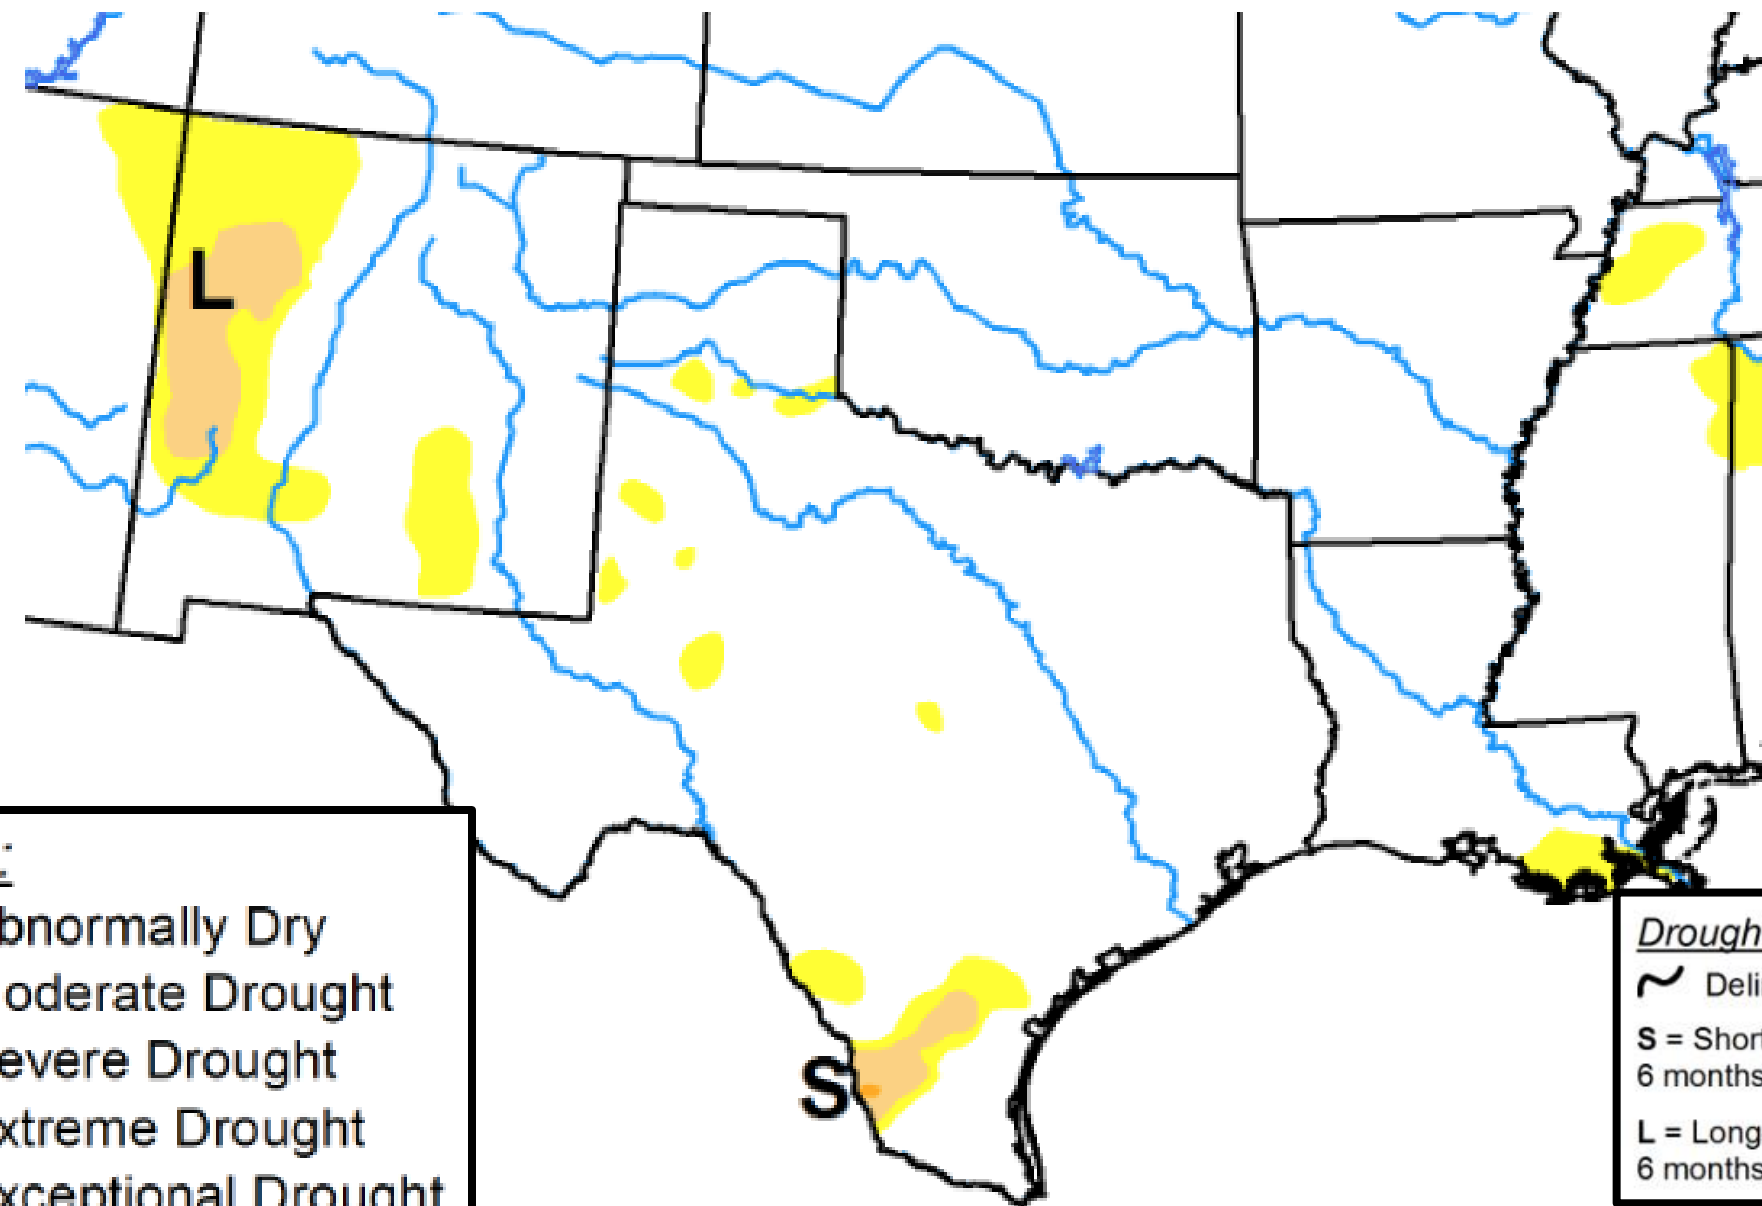 L
S
:
bnormally Dry
oderate Drought
evere Drought
xtreme Drought
xceptional Drought
Drough
Deli
S = Short
6 months
L = Long
6 months